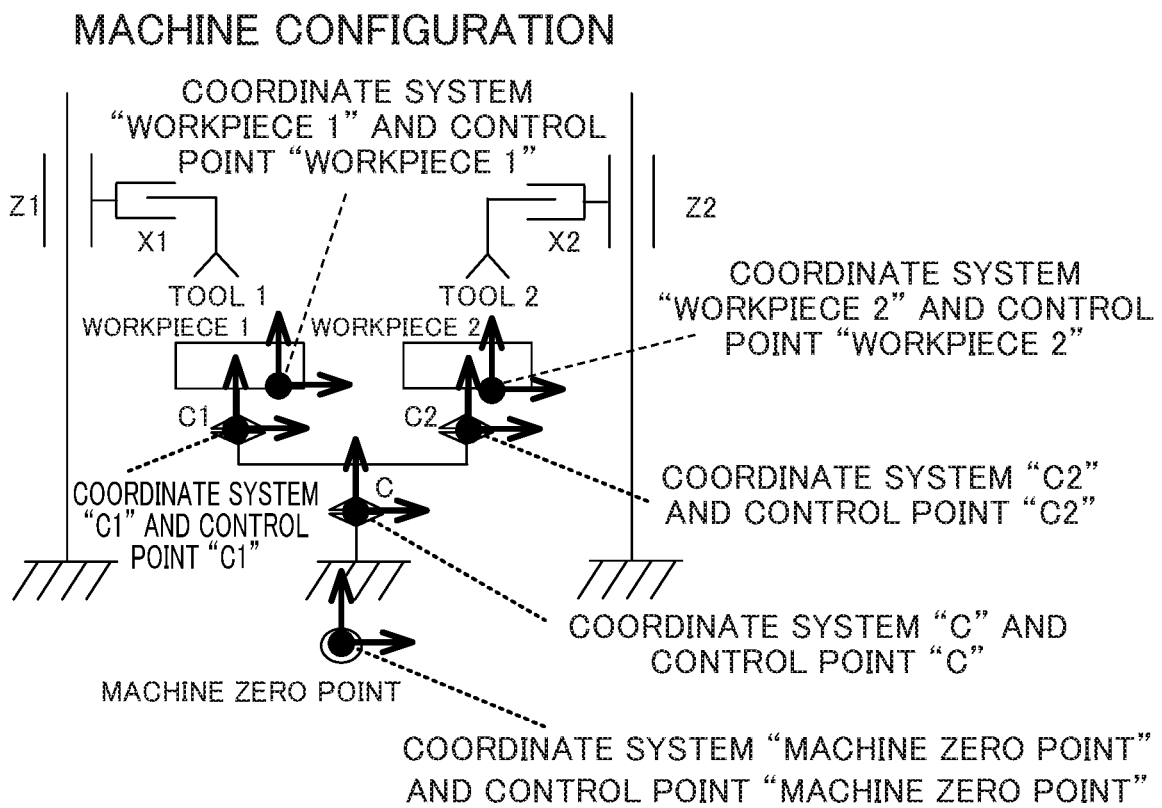 MACHINE CONFIGURATION
COORDINATE SYSTEM
“WORKPIECE 1” AND CONTROL
POINT “WORKPIECE 1”
Z1
X1
X2
Z2
TOOL 1
TOOL 2
COORDINATE SYSTEM
“WORKPIECE 2” AND CONTROL
POINT “WORKPIECE 2”
WORKPIECE 1
WORKPIECE 2
C1
C2
COORDINATE SYSTEM
“C1” AND CONTROL
POINT “C1”
C
COORDINATE SYSTEM “C2”
AND CONTROL POINT “C2”
COORDINATE SYSTEM “C” AND
CONTROL POINT “C”
MACHINE ZERO POINT
COORDINATE SYSTEM “MACHINE ZERO POINT”
AND CONTROL POINT “MACHINE ZERO POINT”